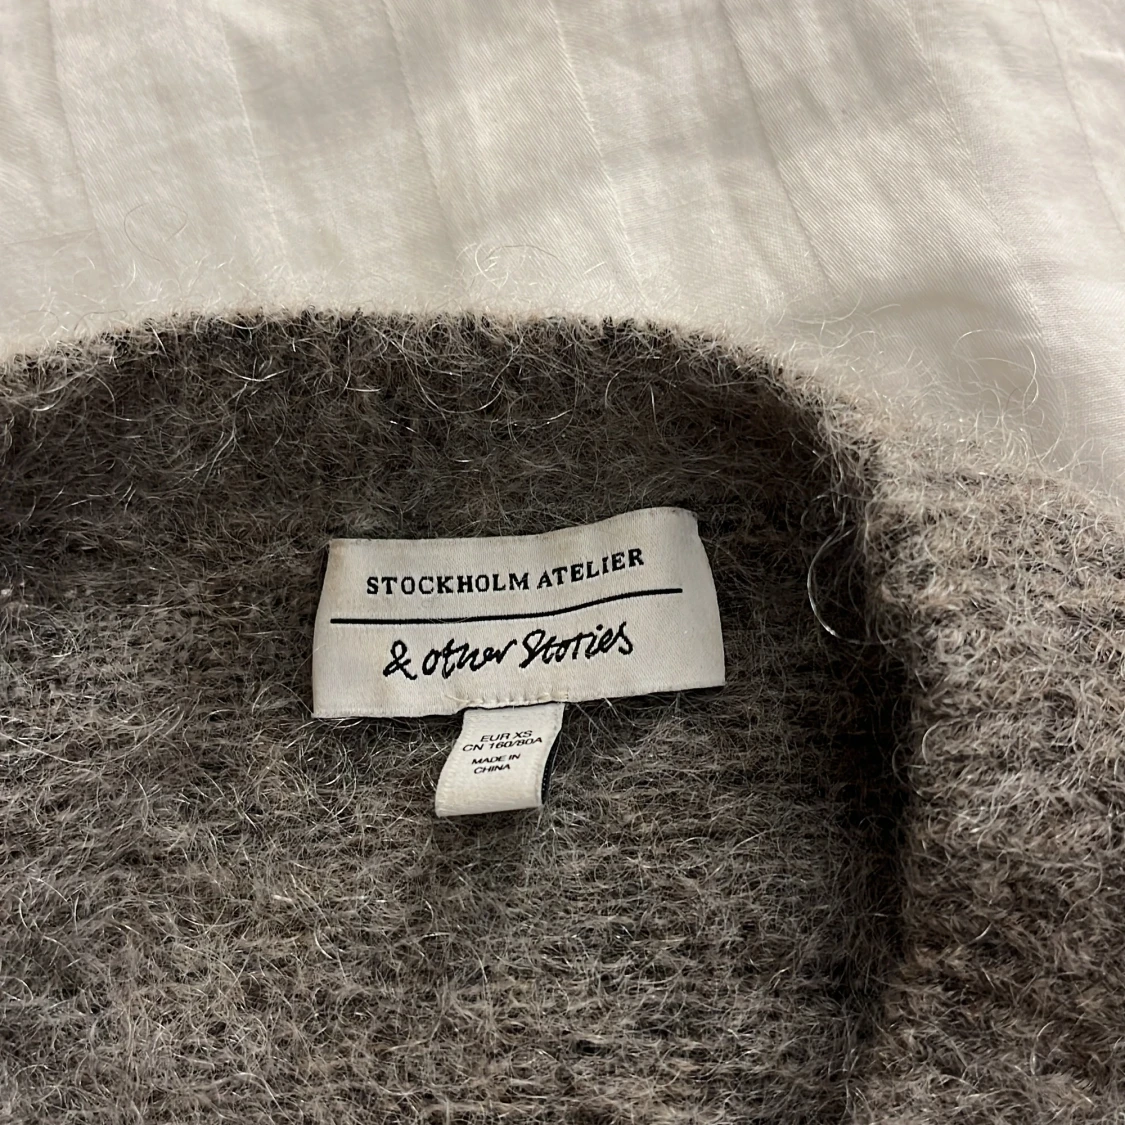 STOCKHOLM ATELIER
& other Stories
EUR XS
CN 160/80A
MADE IN
CHINA